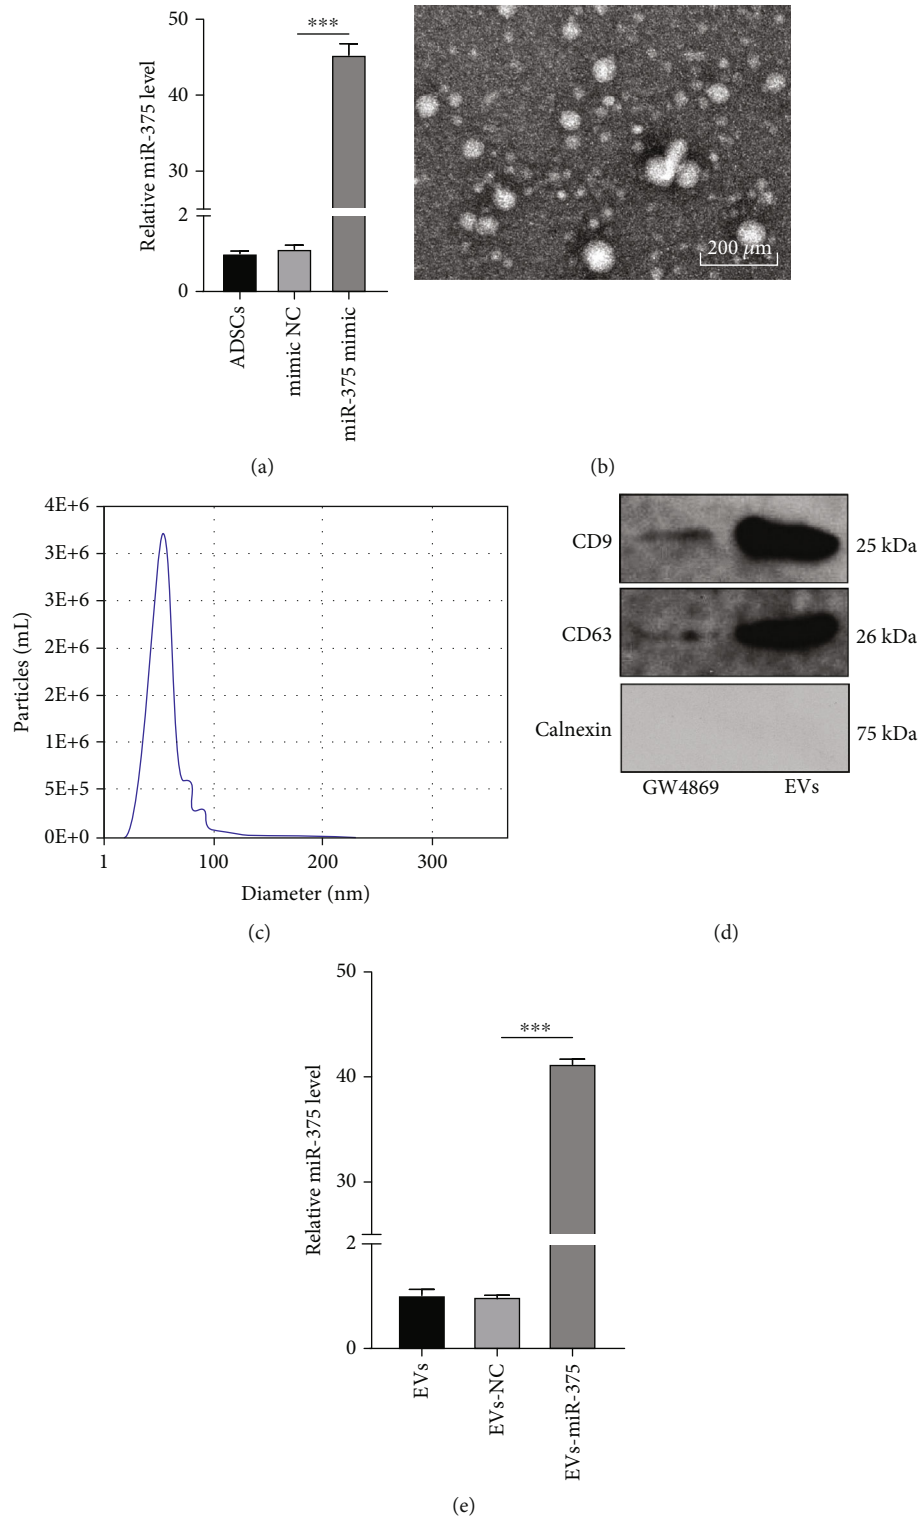 50
40
30
2
0
Relative miR-375 level
***
ADSCs
mimic NC
miR-375 mimic
(a)
200 μm
(b)
4E+6
3E+6
3E+6
2E+6
2E+6
1E+6
5E+5
0E+0
Particles (mL)
1 100 200 300
Diameter (nm)
(c)
CD9 25 kDa
CD63 26 kDa
Calnexin 75 kDa
GW4869 EVs
(d)
50
40
30
2
0
Relative miR-375 level
***
EVs
EVs-NC
EVs-miR-375
(e)